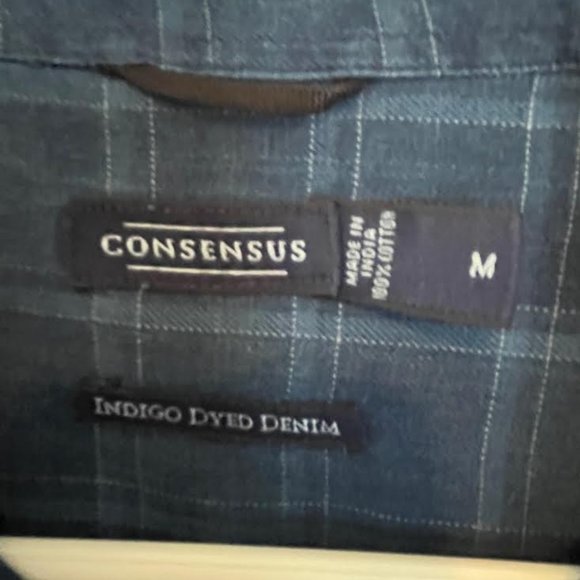 CONSENSUS
MADE IN
INDIA
100% COTTON
M
INDIGO DYED DENIM